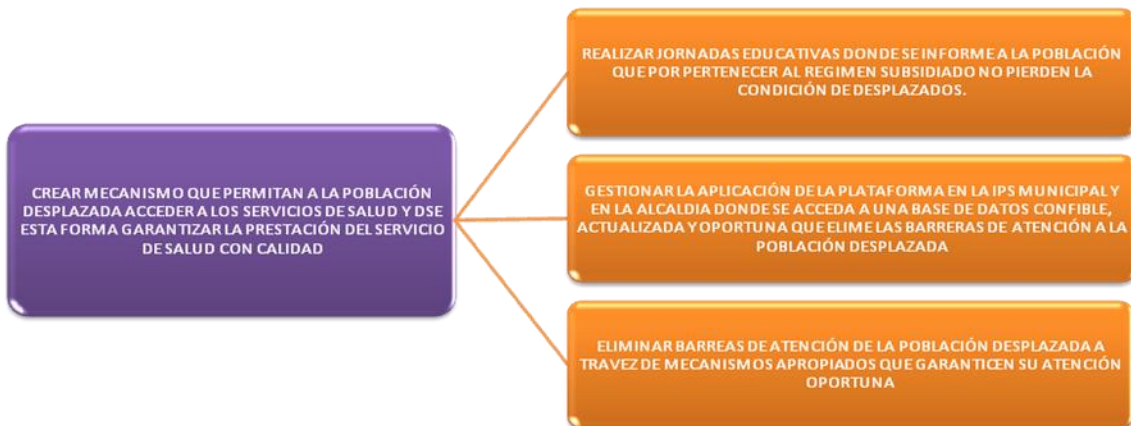 CREAR MECANISMO QUE PERMITAN A LA POBLACIÓN
DESPLAZADA ACCEDER A LOS SERVICIOS DE SALUD Y DSE
ESTA FORMA GARANTIZAR LA PRESTACIÓN DEL SERVICIO
DE SALUD CON CALIDAD
REALIZAR JORNADAS EDUCATIVAS DONDE SE INFORME A LA POBLACIÓN
QUE POR PERTENECER AL REGIMEN SUBSIDIADO NO PIERDEN LA
CONDICIÓN DE DESPLAZADOS.
GESTIONAR LA APLICACIÓN DE LA PLATAFORMA EN LA IPS MUNICIPAL Y
EN LA ALCALDIA DONDE SE ACCEDA A UNA BASE DE DATOS CONFIBLE,
ACTUALIZADA Y OPORTUNA QUE ELIME LAS BARRERAS DE ATENCIÓN A LA
POBLACIÓN DESPLAZADA
ELIMINAR BARREAS DE ATENCIÓN DE LA POBLACIÓN DESPLAZADA A
TRAVEZ DE MECANISMOS APROPIADOS QUE GARANTICEN SU ATENCIÓN
OPORTUNA